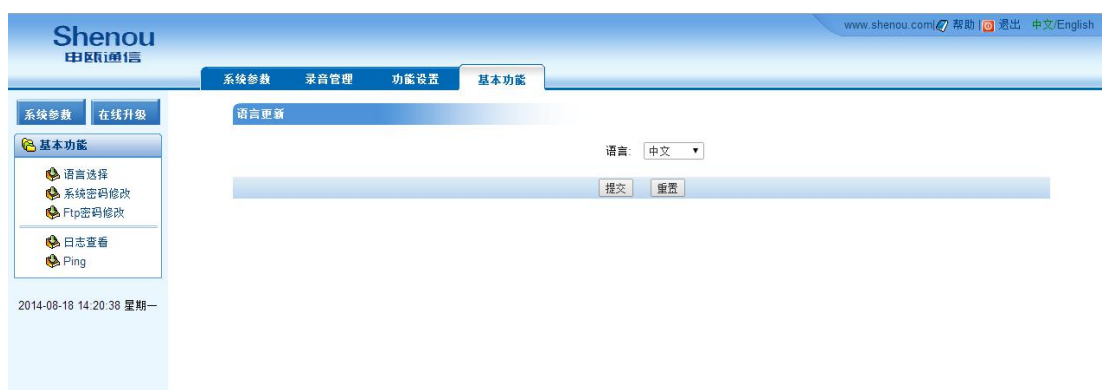 Shenou
申瓯通信
www.shenou.com| 帮助 | 退出 中文/English
系统参数 录音管理 功能设置 基本功能
系统参数 在线升级
基本功能
语言选择
系统密码修改
Ftp密码修改
日志查看
Ping
2014-08-18 14:20:38 星期一
语言更新
语言: 中文
提交 重置